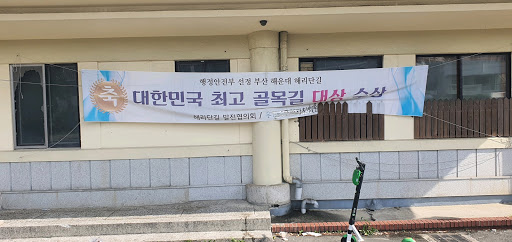 행정안전부 선정 부산 해운대 해리단길
축 대한민국 최고 골목길 대상 수상
해리단길 발전협의회 /